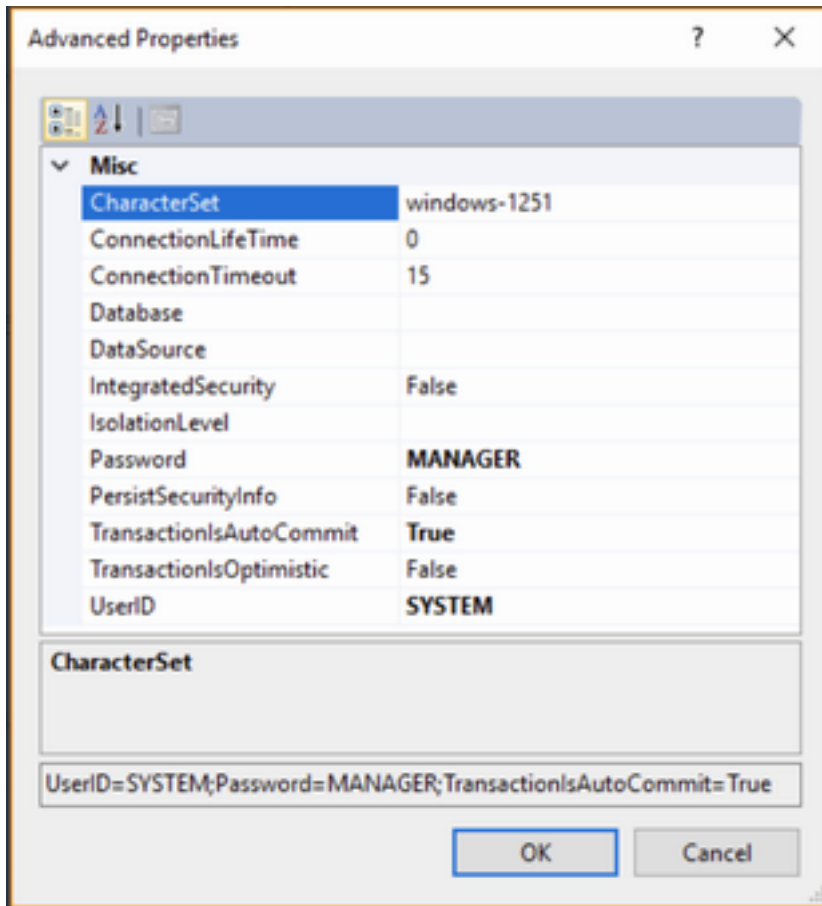 Advanced Properties
Misc
CharacterSet windows-1251
ConnectionLifeTime 0
ConnectionTimeout 15
Database
DataSource
IntegratedSecurity False
IsolationLevel
Password MANAGER
PersistSecurityInfo False
TransactionIsAutoCommit True
TransactionIsOptimistic False
UserID SYSTEM
CharacterSet
UserID=SYSTEM;Password=MANAGER;TransactionIsAutoCommit=True
OK Cancel